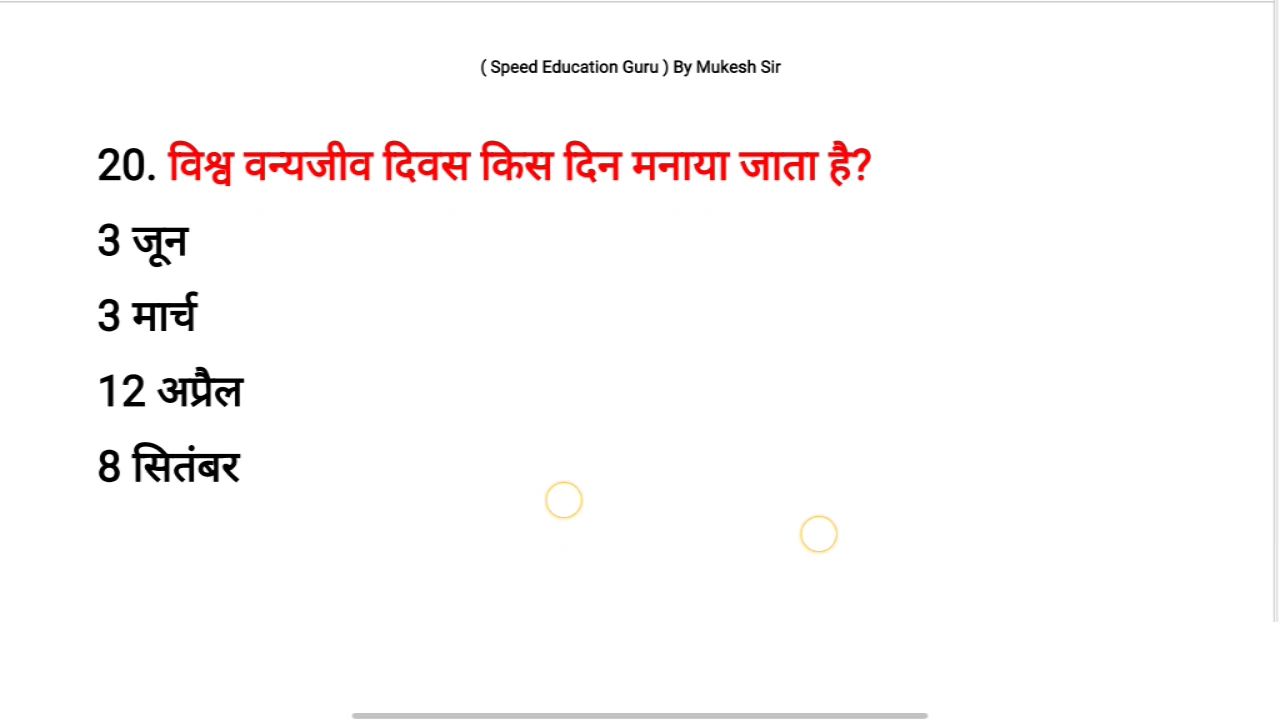 ( Speed Education Guru ) By Mukesh Sir
20. विश्व वन्यजीव दिवस किस दिन मनाया जाता है?
3 जून
3 मार्च
12 अप्रैल
8 सितंबर